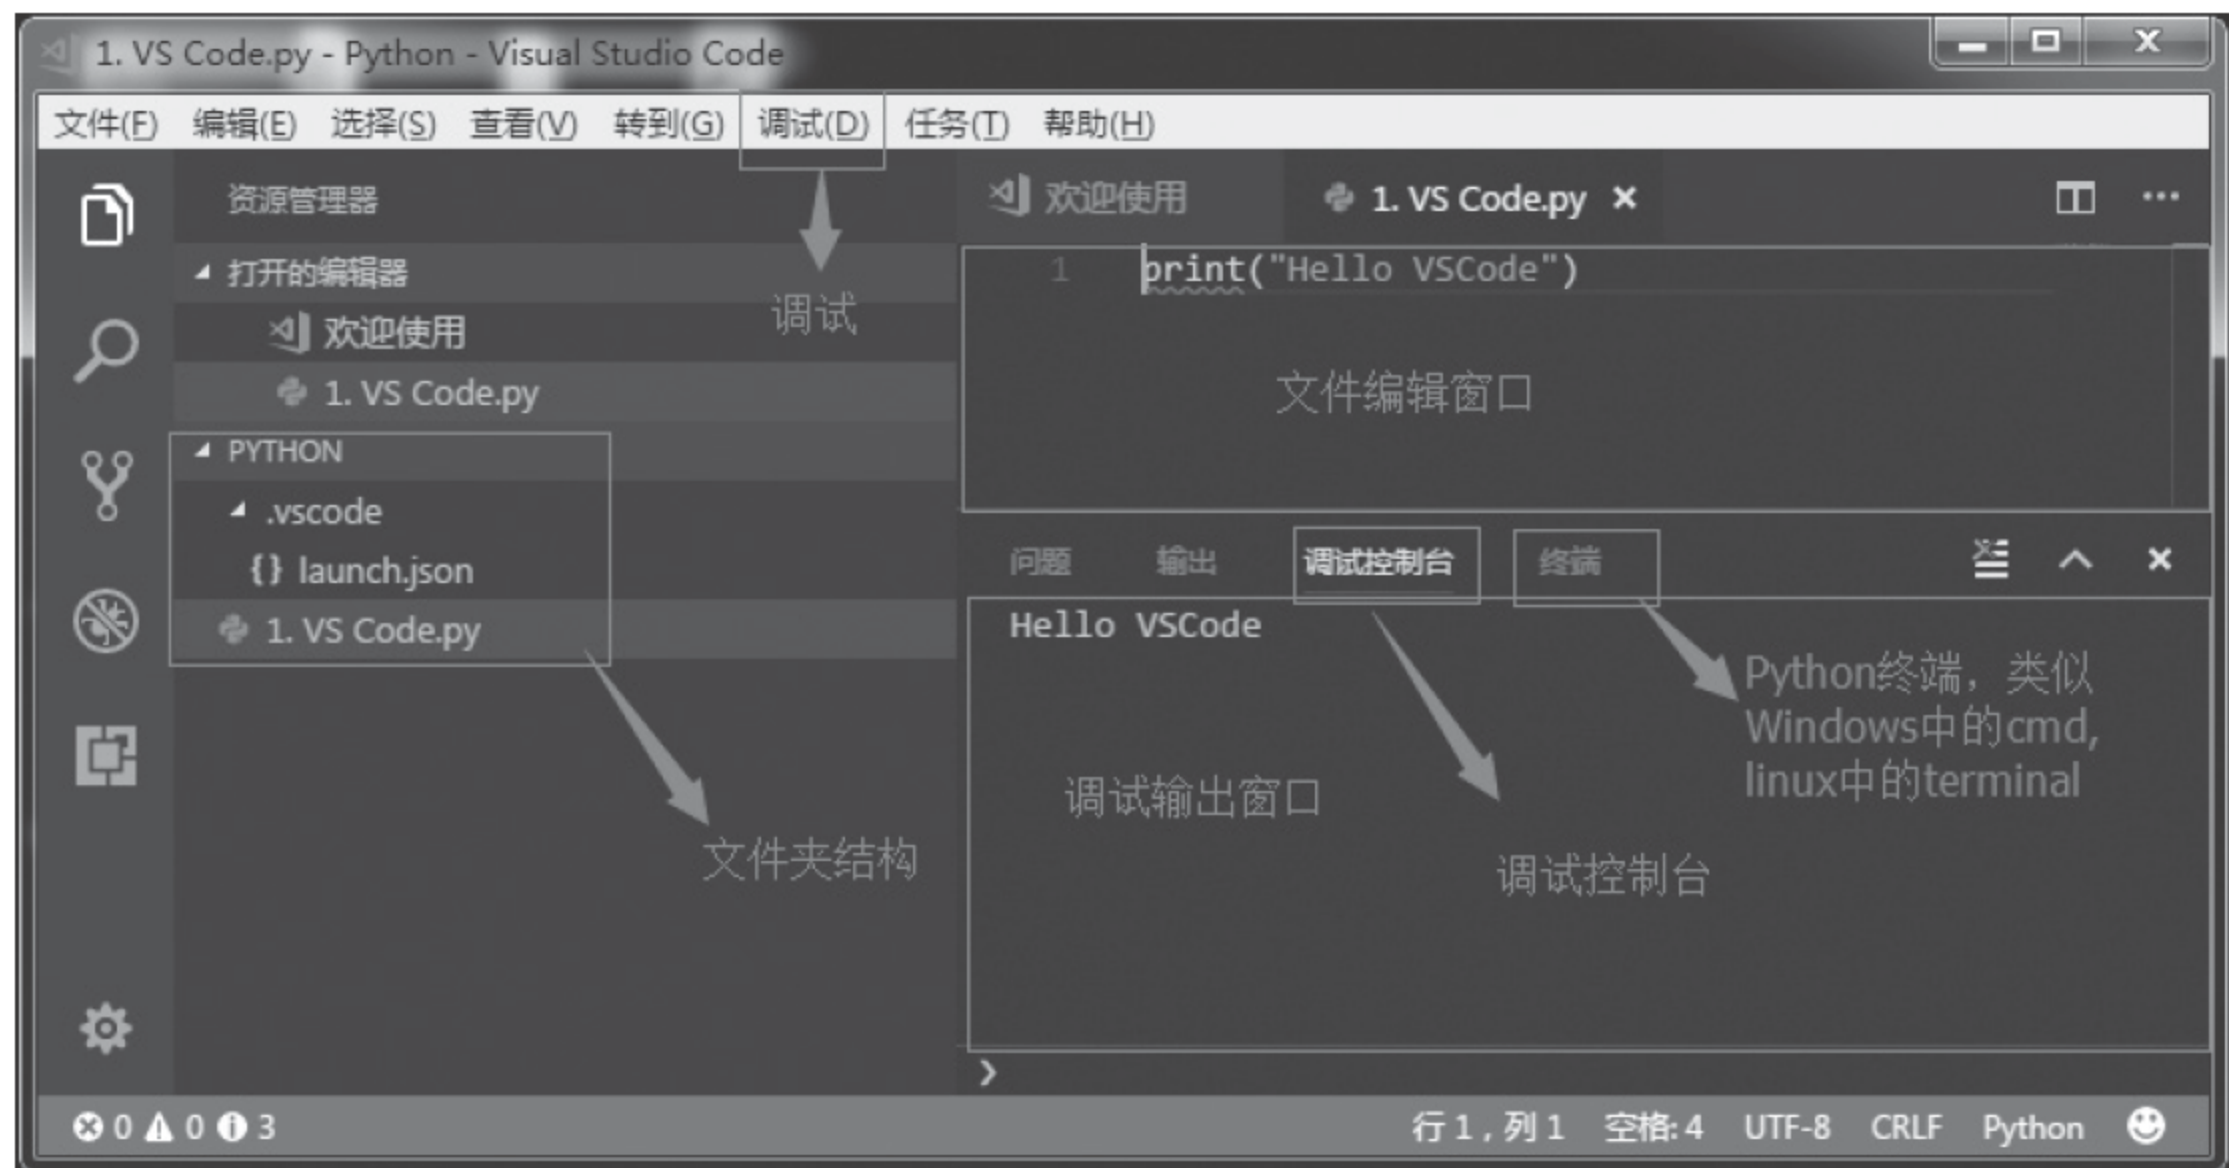 1. VS Code.py - Python - Visual Studio Code
文件(F) 编辑(E) 选择(S) 查看(V) 转到(G) 调试(D) 任务(T) 帮助(H)
资源管理器
打开的编辑器
欢迎使用
1. VS Code.py
PYTHON
.vscode
{} launch.json
1. VS Code.py
调试
文件夹结构
欢迎使用 1. VS Code.py
1 print("Hello VSCode")
文件编辑窗口
问题 输出 调试控制台 终端
Hello VSCode
调试输出窗口
调试控制台
Python终端，类似
Windows中的cmd,
linux中的terminal
0 0 3
行 1 , 列 1 空格: 4 UTF-8 CRLF Python